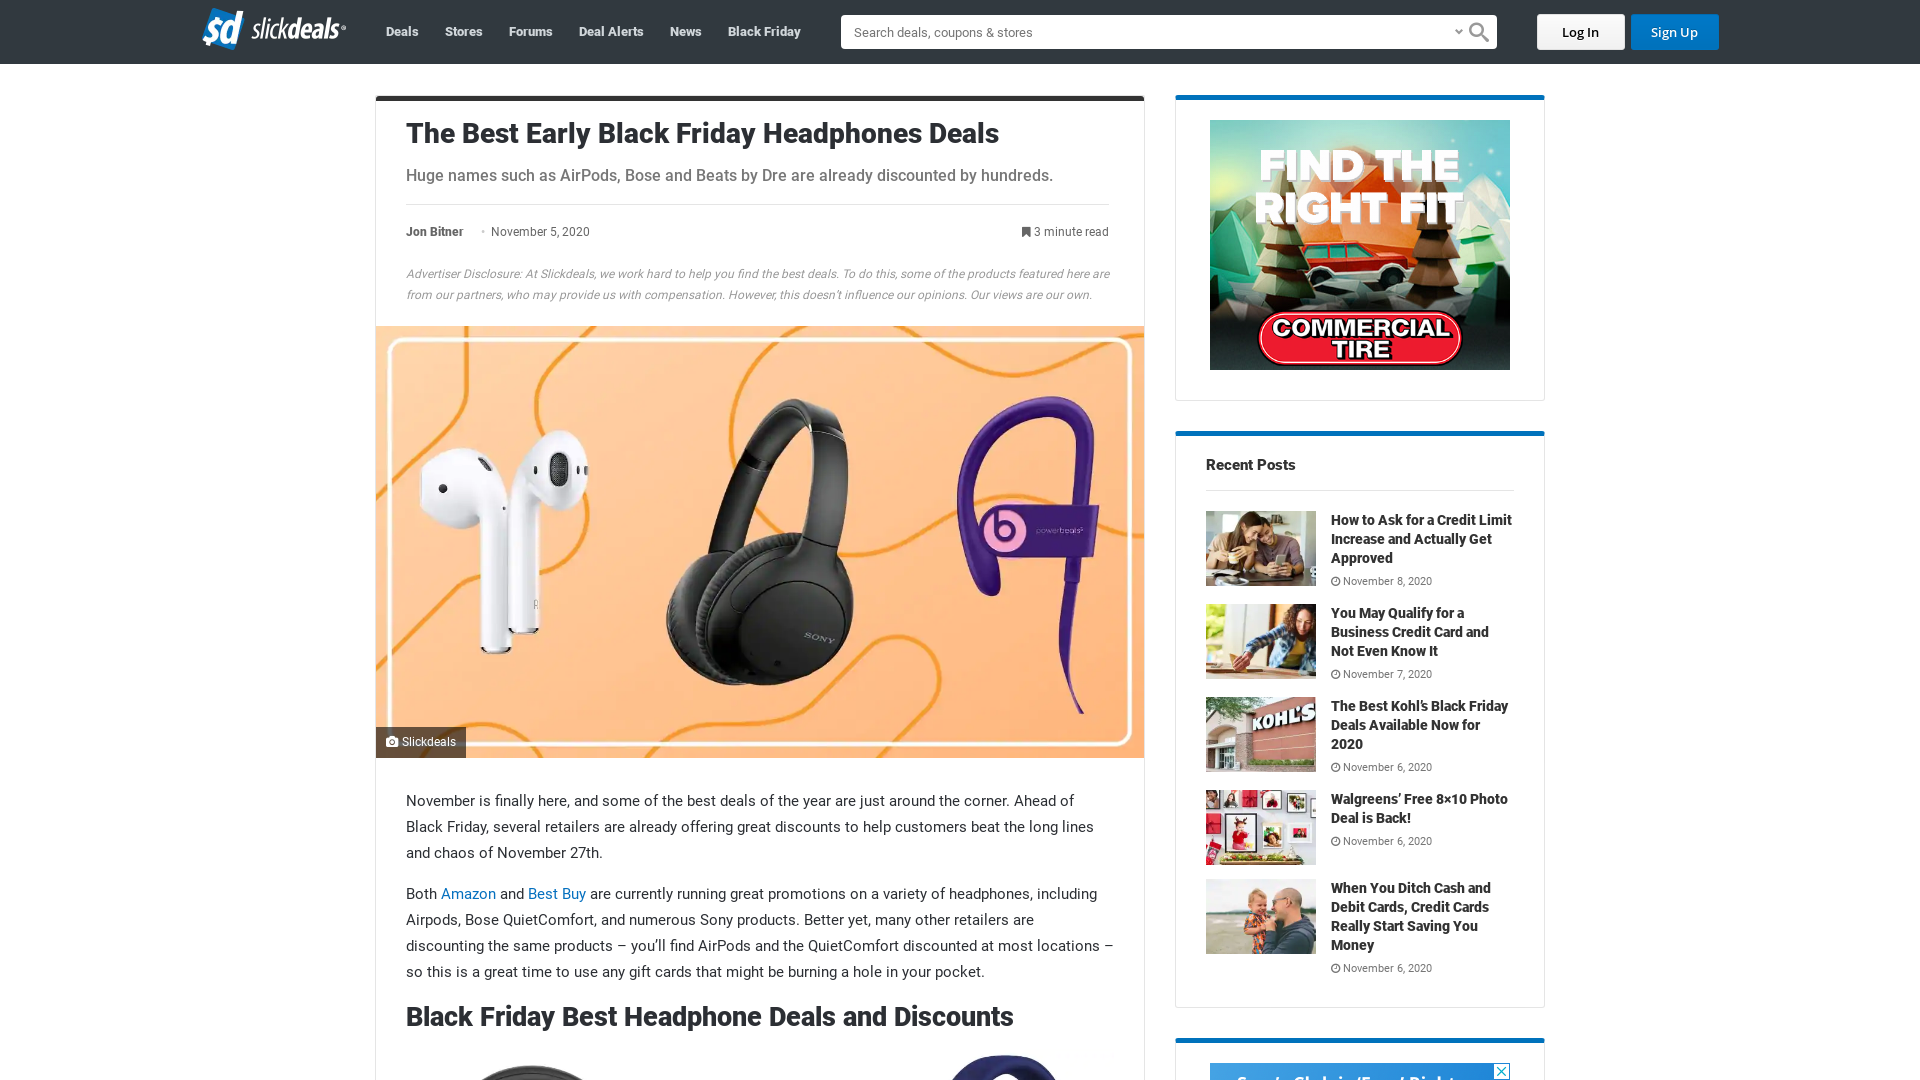 sd slickdeals
Deals
Stores
Forums
Deal Alerts
News
Black Friday
Search deals, coupons & stores
Log In
Sign Up
The Best Early Black Friday Headphones Deals
Huge names such as AirPods, Bose and Beats by Dre are already discounted by hundreds.
Jon Bitner
November 5, 2020
3 minute read
Advertiser Disclosure: At Slickdeals, we work hard to help you find the best deals. To do this, some of the products featured here are
from our partners, who may provide us with compensation. However, this doesn’t influence our opinions. Our views are our own.
SONY
b powerbeats3
Slickdeals
November is finally here, and some of the best deals of the year are just around the corner. Ahead of
Black Friday, several retailers are already offering great discounts to help customers beat the long lines
and chaos of November 27th.
Both Amazon and Best Buy are currently running great promotions on a variety of headphones, including
Airpods, Bose QuietComfort, and numerous Sony products. Better yet, many other retailers are
discounting the same products – you’ll find AirPods and the QuietComfort discounted at most locations –
so this is a great time to use any gift cards that might be burning a hole in your pocket.
Black Friday Best Headphone Deals and Discounts
FIND THE
RIGHT FIT
COMMERCIAL
TIRE
Recent Posts
How to Ask for a Credit Limit
Increase and Actually Get
Approved
November 8, 2020
You May Qualify for a
Business Credit Card and
Not Even Know It
November 7, 2020
KOHL'S
The Best Kohl’s Black Friday
Deals Available Now for
2020
November 6, 2020
Walgreens’ Free 8×10 Photo
Deal is Back!
November 6, 2020
When You Ditch Cash and
Debit Cards, Credit Cards
Really Start Saving You
Money
November 6, 2020